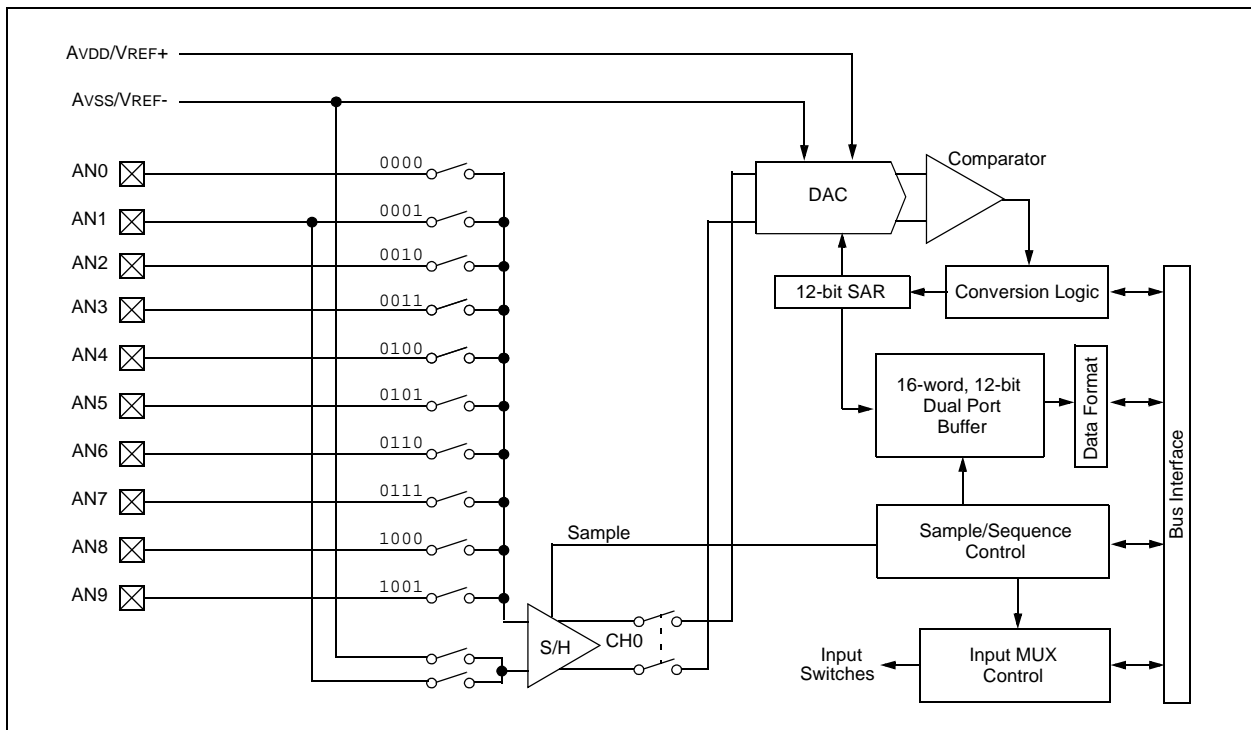 AVDD/VREF+
AVSS/VREF-
AN0
0000
AN1
0001
AN2
0010
AN3
0011
AN4
0100
AN5
0101
AN6
0110
AN7
0111
AN8
1000
AN9
1001
S/H
CH0
Sample
DAC
Comparator
12-bit SAR
Conversion Logic
16-word, 12-bit
Dual Port
Buffer
Data Format
Bus Interface
Sample/Sequence
Control
Input
Switches
Input MUX
Control